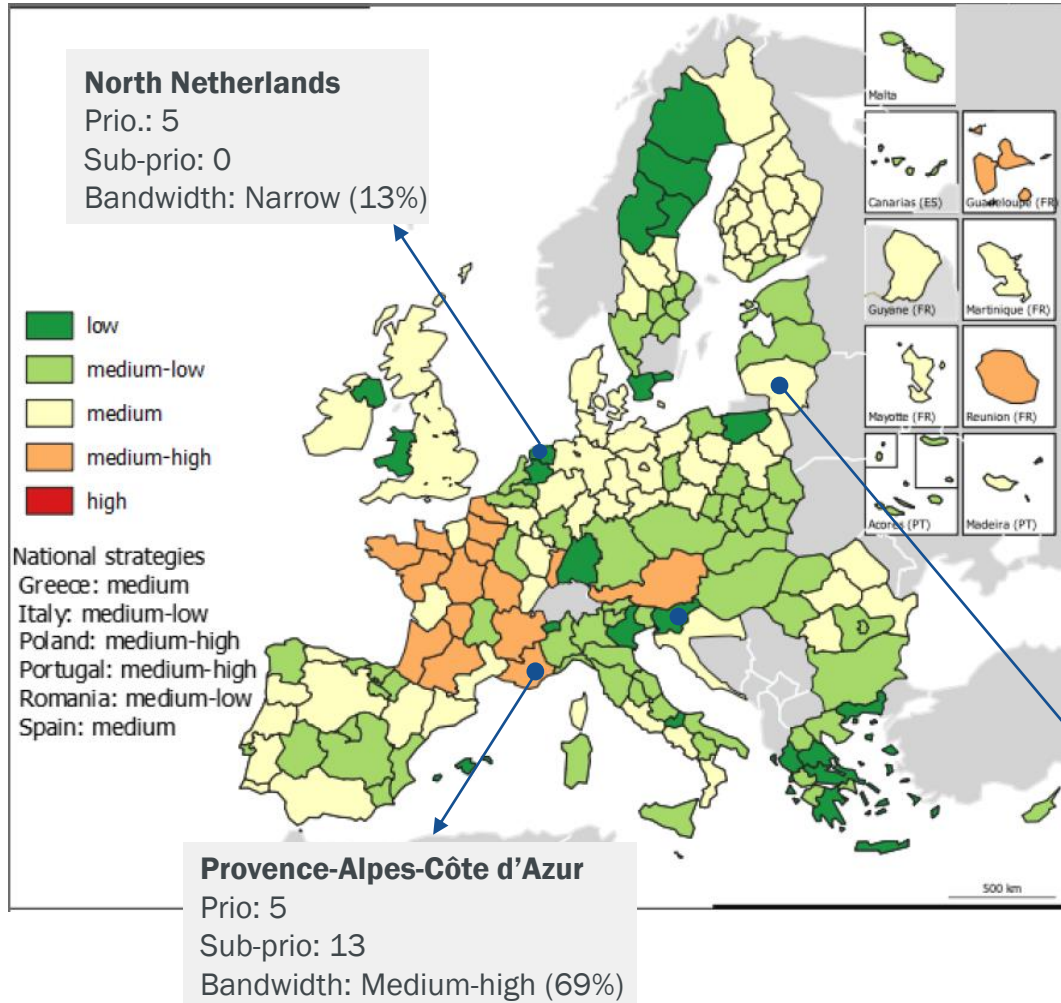 North Netherlands
Prio.: 5
Sub-prio: 0
Bandwidth: Narrow (13%)
low
medium-low
medium
medium-high
high
National strategies
Greece: medium
Italy: medium-low
Poland: medium-high
Portugal: medium-high
Romania: medium-low
Spain: medium
Malta
Canarias (ES)
Guadeloupe (FR)
Guyane (FR)
Martinique (FR)
Mayotte (FR)
Reunion (FR)
Acores (PT)
Madeira (PT)
500 km
Provence-Alpes-Côte d’Azur
Prio: 5
Sub-prio: 13
Bandwidth: Medium-high (69%)